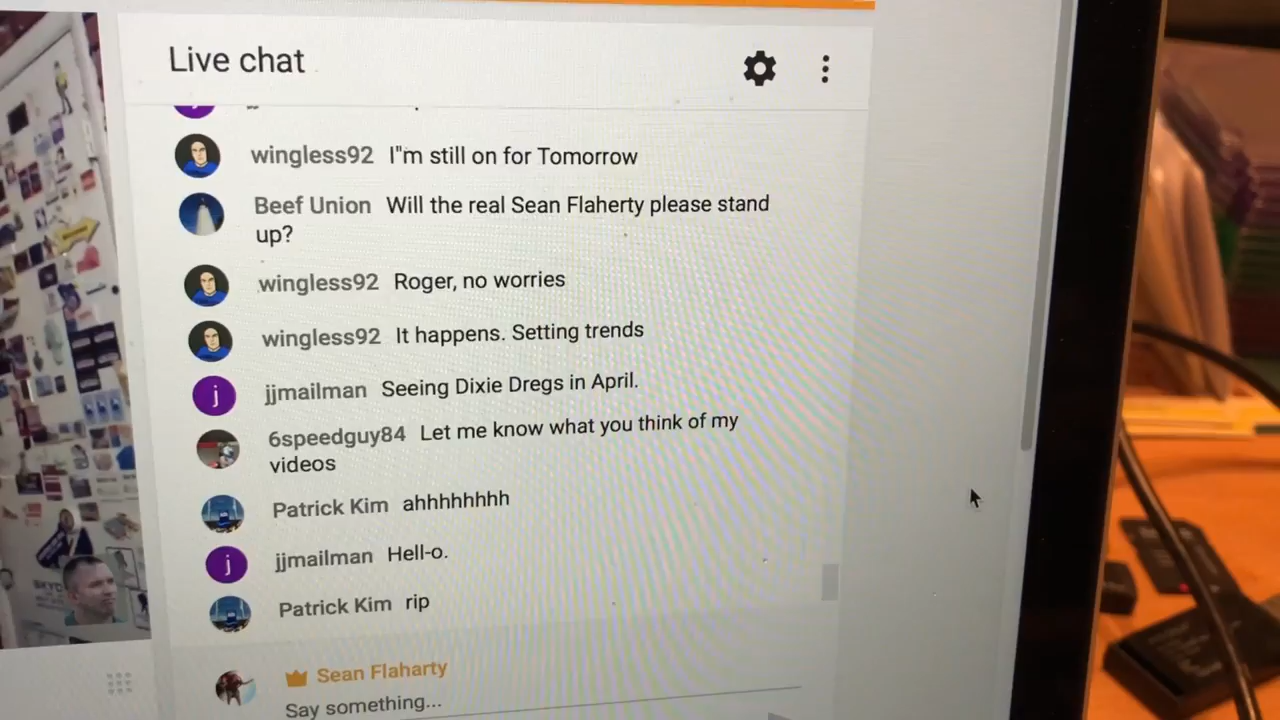 Live chat
wingless92 I"m still on for Tomorrow
Beef Union Will the real Sean Flaherty please stand
up?
wingless92 Roger, no worries
wingless92 It happens. Setting trends
j jjmailman Seeing Dixie Dregs in April.
6speedguy84 Let me know what you think of my
videos
Patrick Kim ahhhhhhhh
j jjmailman Hell-o.
Patrick Kim rip
Sean Flaharty
Say something...